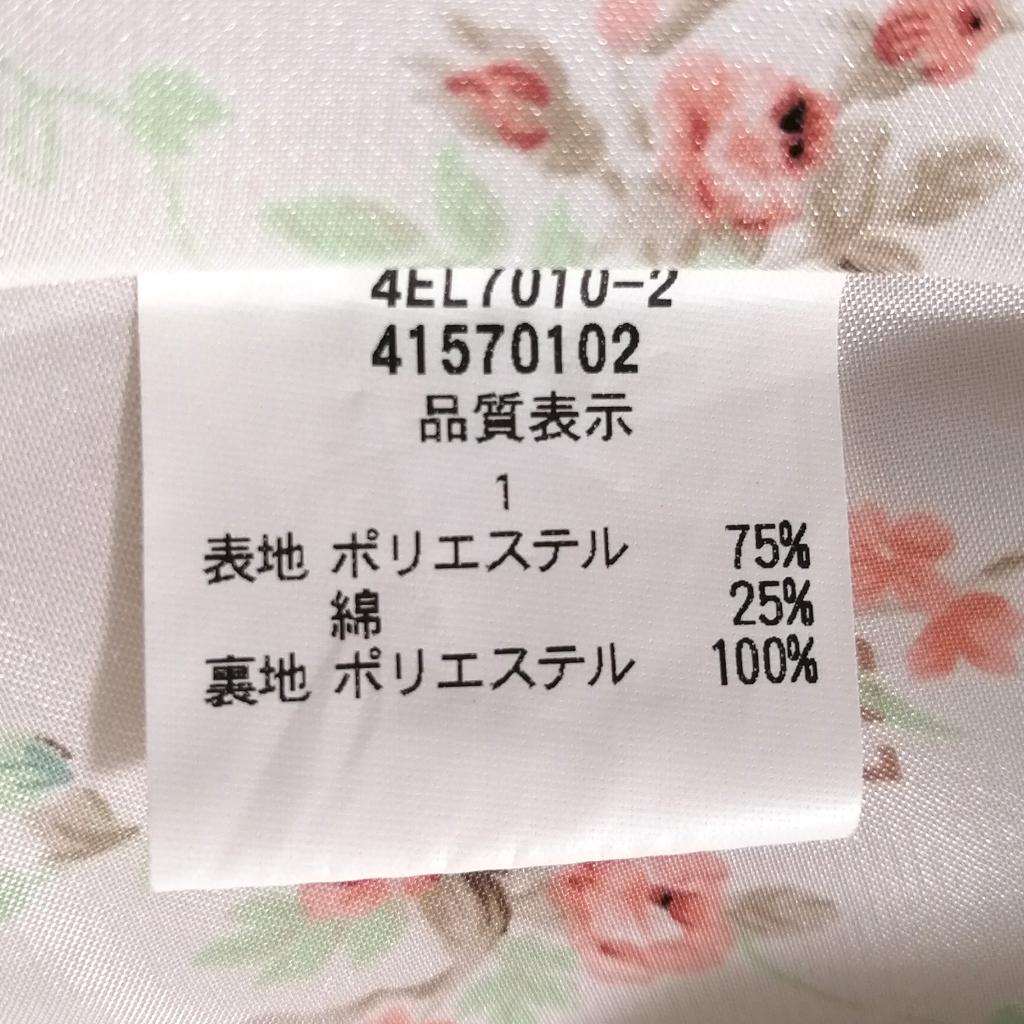 4EL7010-2
41570102
品質表示
1
表地 ポリエステル 75%
綿 25%
裏地 ポリエステル 100%